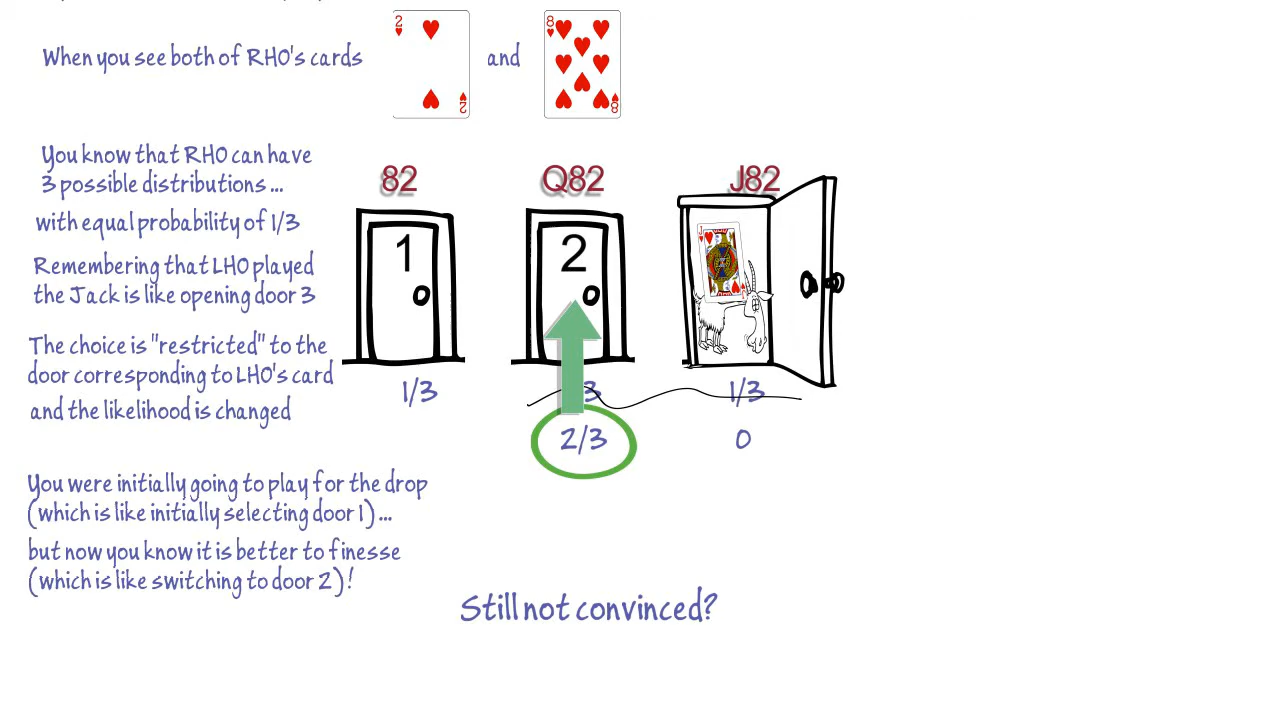 2
2
8
8
When you see both of RHO's cards
and
You know that RHO can have
3 possible distributions ...
with equal probability of 1/3
Remembering that LHO played
the Jack is like opening door 3
The choice is "restricted" to the
door corresponding to LHO's card
and the likelihood is changed
82
Q82
J82
1
2
J
1/3
3
1/3
2/3
0
You were initially going to play for the drop
(which is like initially selecting door 1) ...
but now you know it is better to finesse
(which is like switching to door 2) !
Still not convinced?